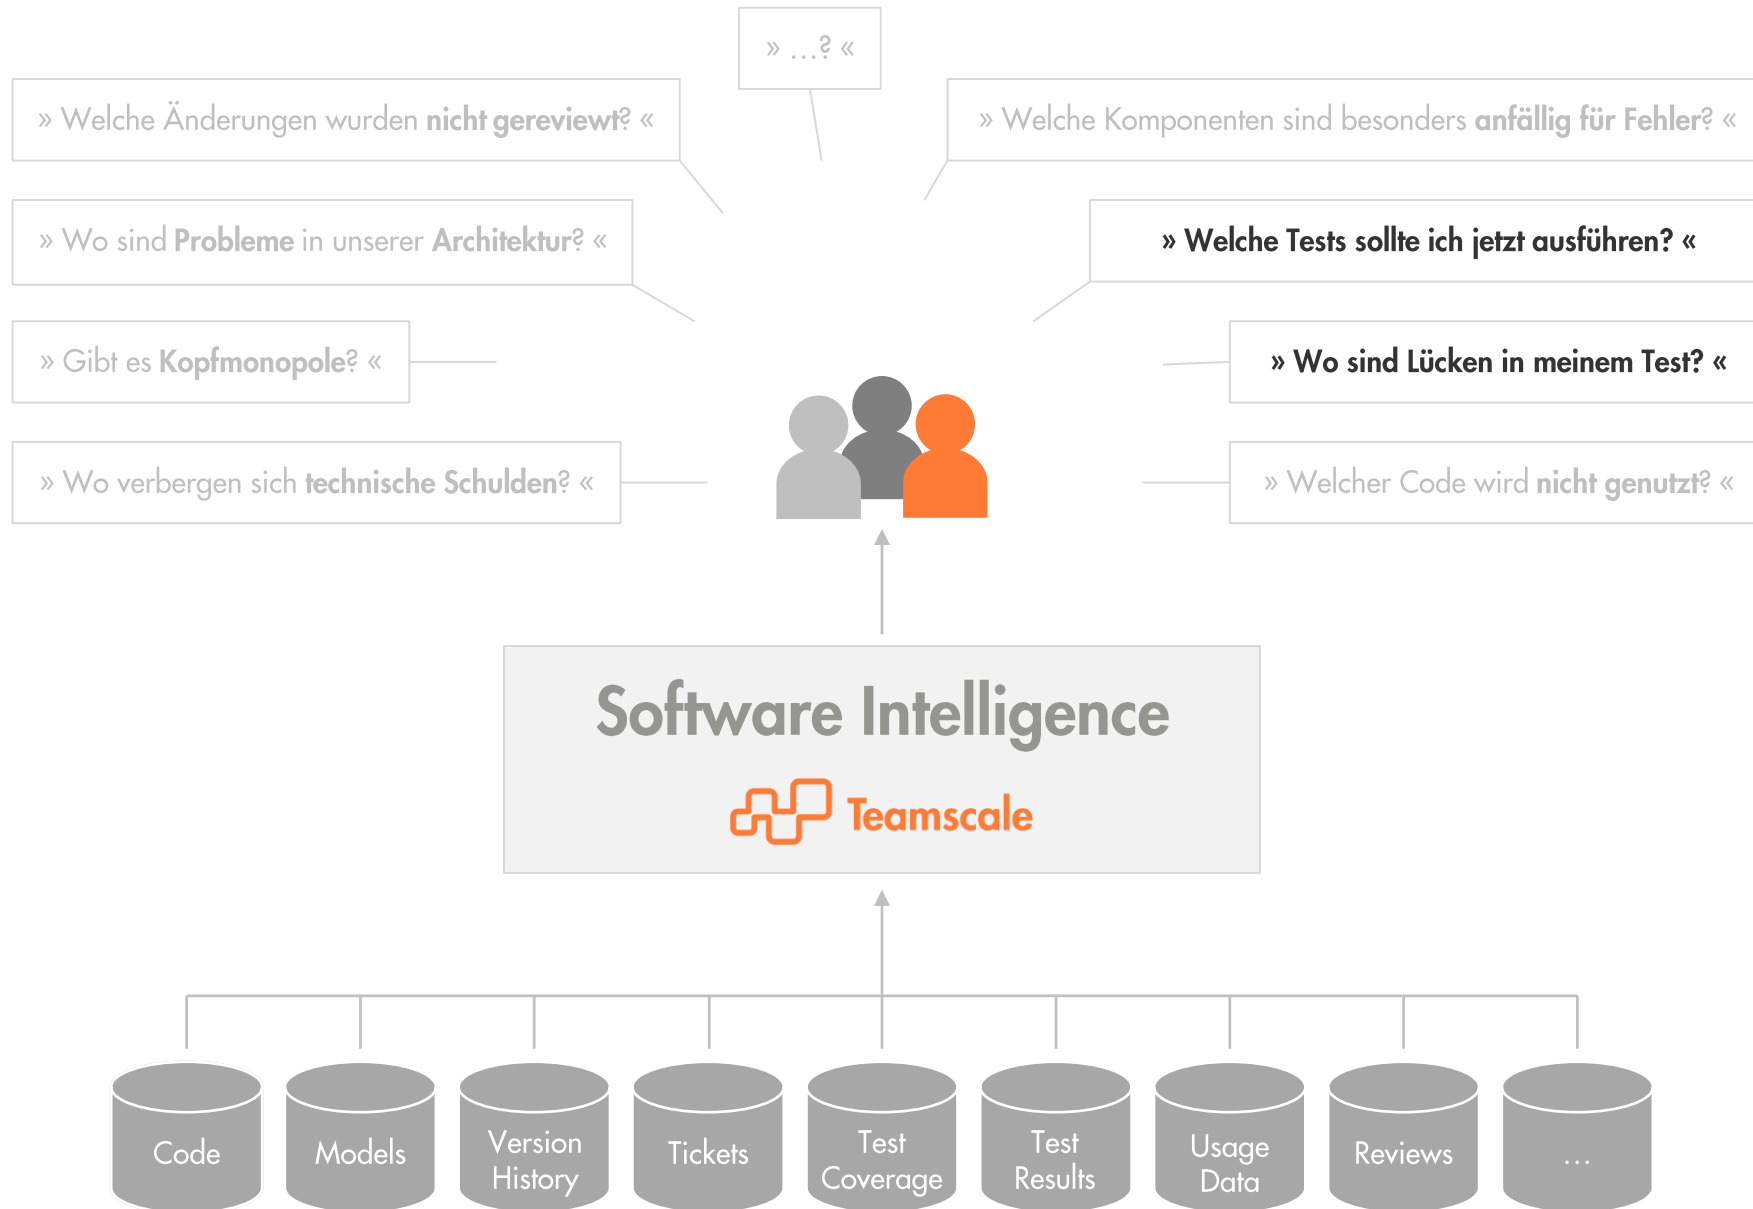 » …? «
» Welche Änderungen wurden nicht gereviewt? «
» Welche Komponenten sind besonders anfällig für Fehler? «
» Wo sind Probleme in unserer Architektur? «
» Welche Tests sollte ich jetzt ausführen? «
» Gibt es Kopfmonopole? «
» Wo sind Lücken in meinem Test? «
» Wo verbergen sich technische Schulden? «
» Welcher Code wird nicht genutzt? «
Software Intelligence
Teamscale
Code
Models
Version
History
Tickets
Test
Coverage
Test
Results
Usage
Data
Reviews
…